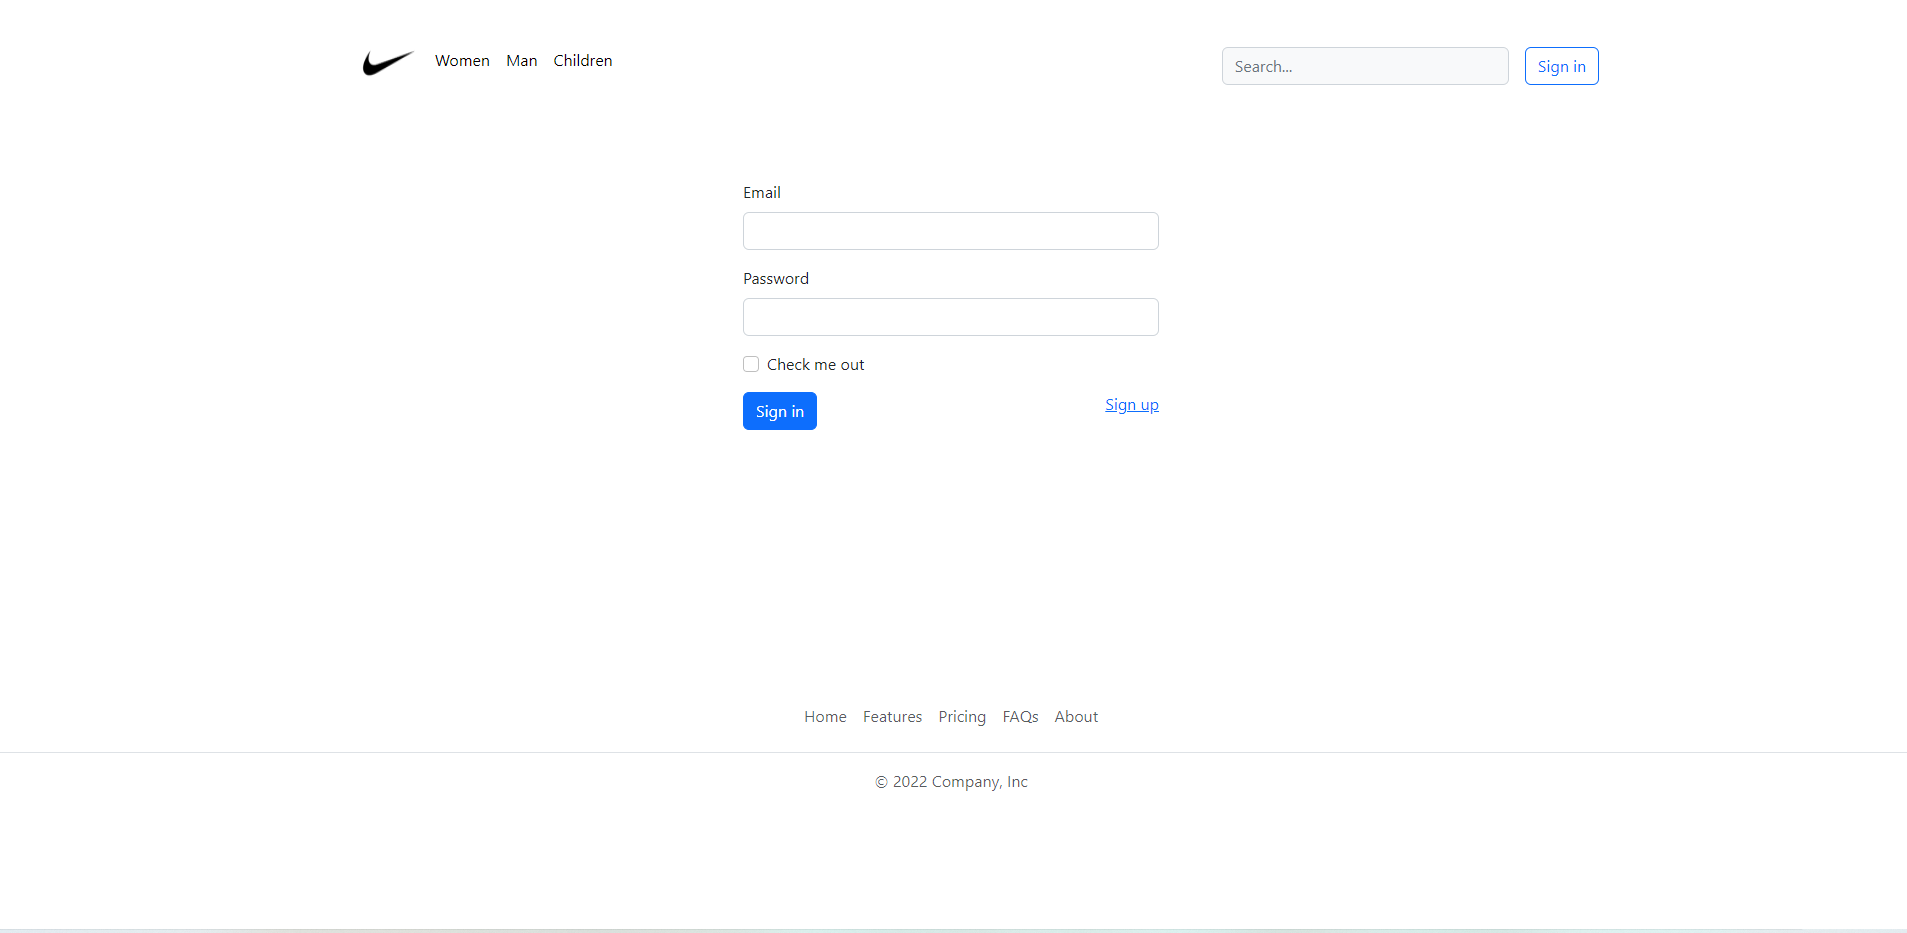 Women Man Children Search... Sign in
Email
Password
Check me out
Sign in Sign up
Home Features Pricing FAQs About
© 2022 Company, Inc